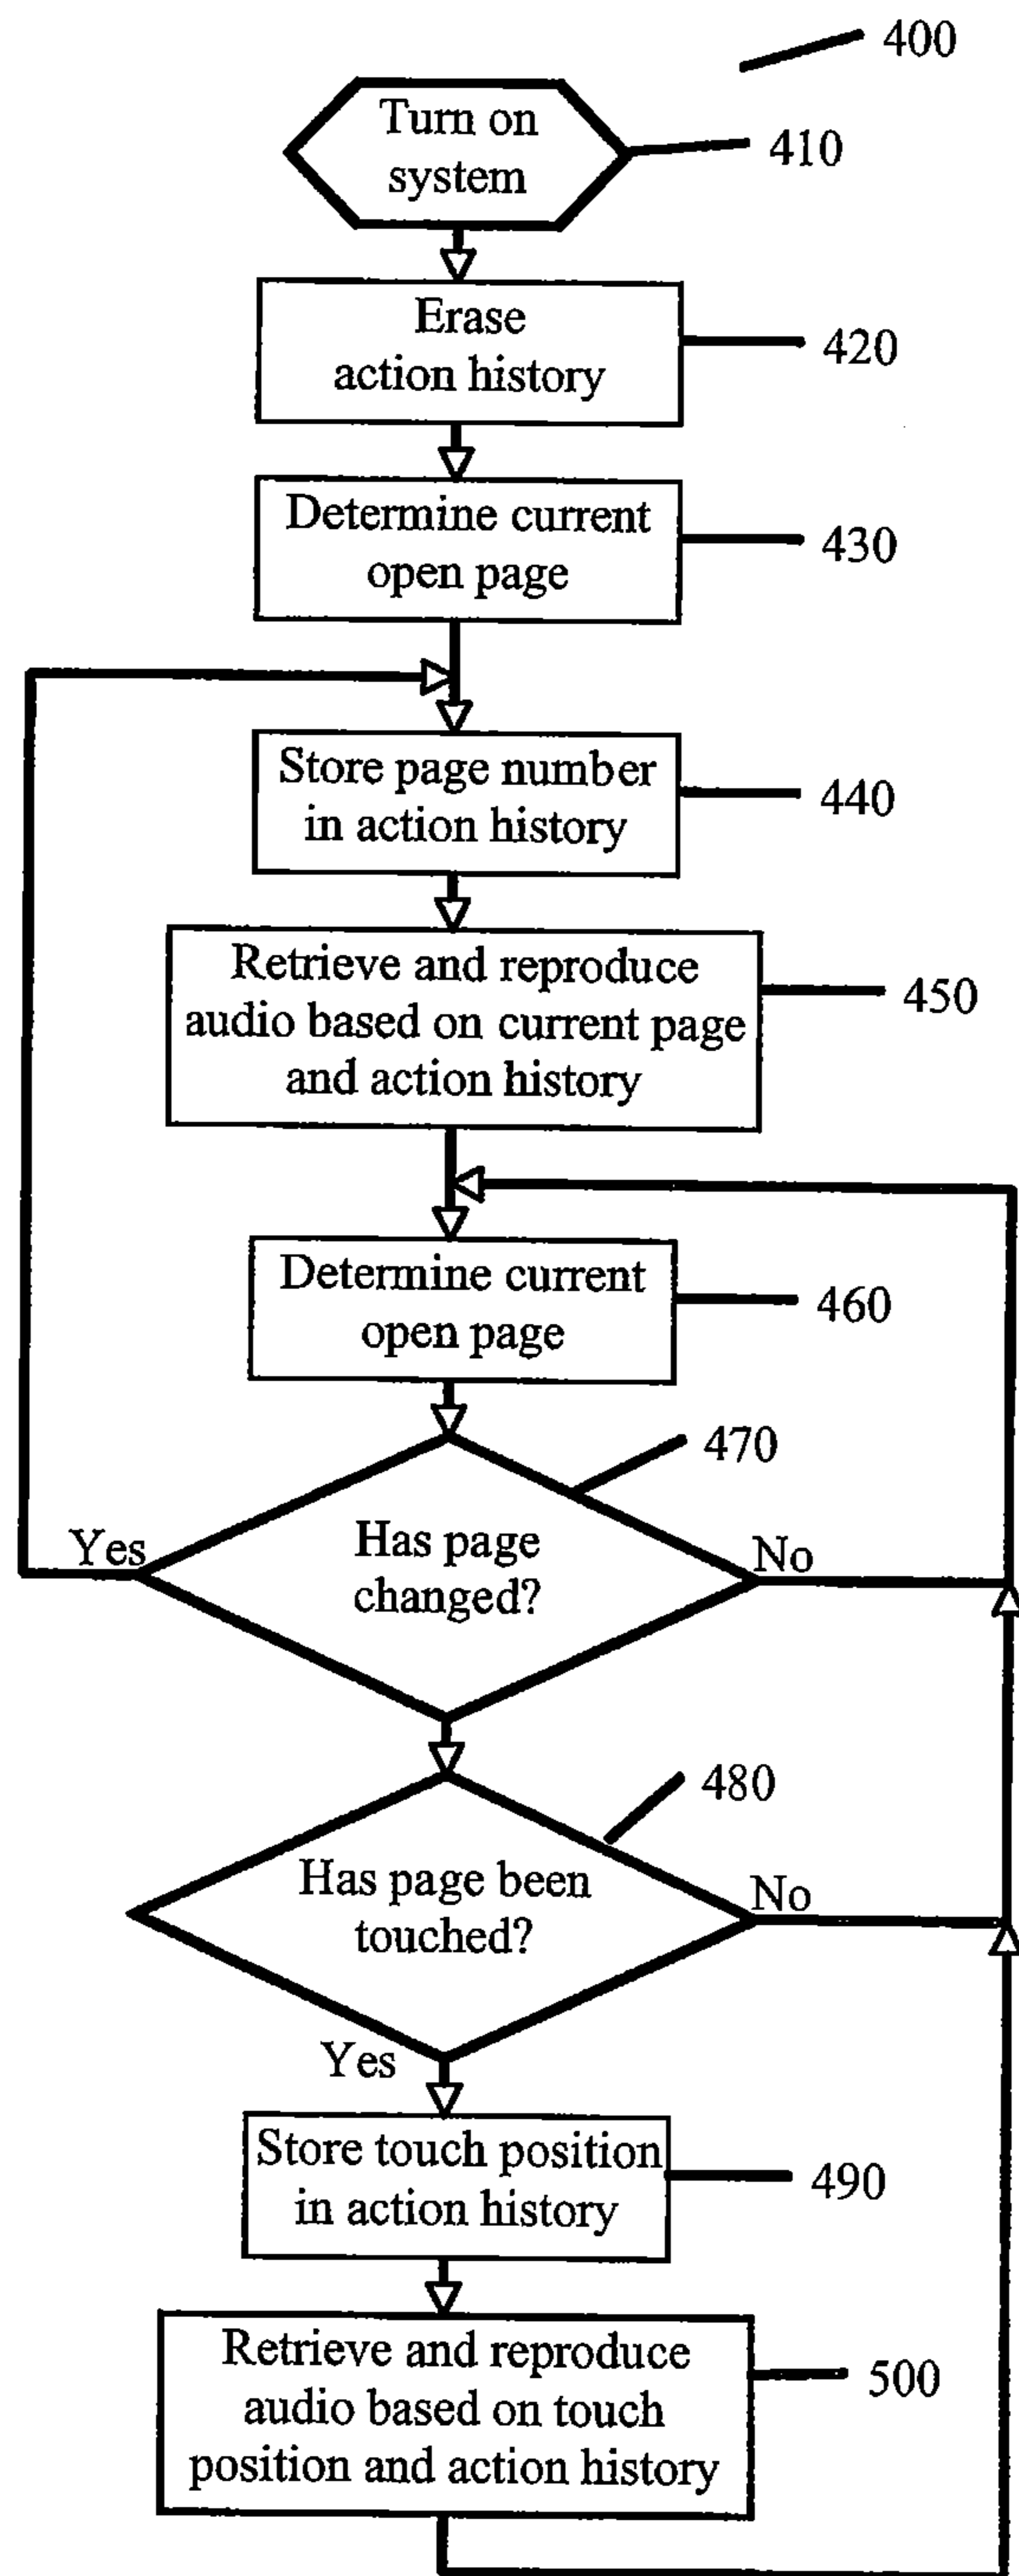 400
Turn on
system
410
Erase
action history
420
Determine current
open page
430
Store page number
in action history
440
Retrieve and reproduce
audio based on current page
and action history
450
Determine current
open page
460
470
Has page
changed?
Yes
No
480
Has page been
touched?
No
Yes
Store touch position
in action history
490
Retrieve and reproduce
audio based on touch
position and action history
500